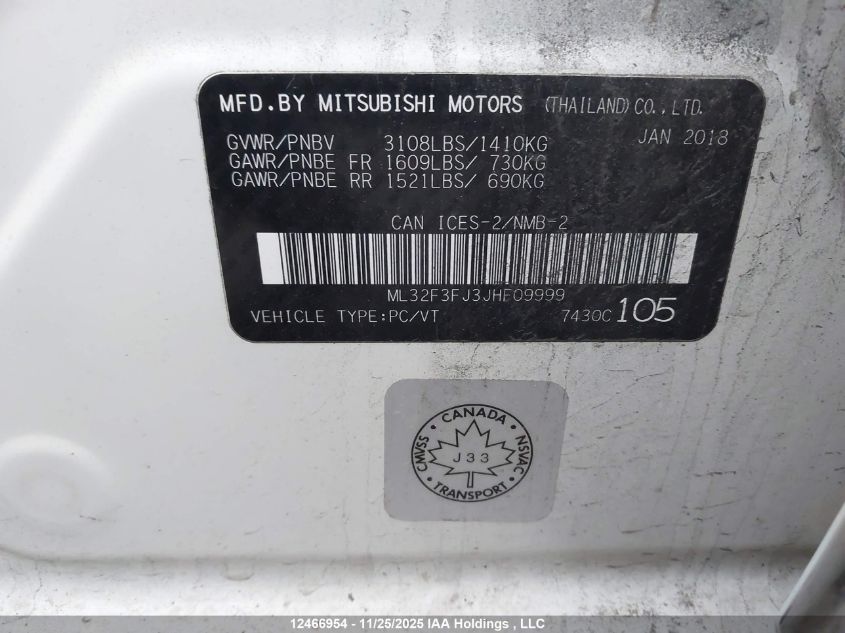 MFD.BY MITSUBISHI MOTORS (THAILAND) CO., LTD.
GVWR/PNBV 3108LBS/1410KG JAN 2018
GAWR/PNBE FR 1609LBS/ 730KG
GAWR/PNBE RR 1521LBS/ 690KG
CAN ICES-2/NMB-2
ML32F3FJ3JHF09999
VEHICLE TYPE:PC/VT 7430C 105
CANADA
CMVSS J33 NSVAC
TRANSPORT
12466954 - 11/25/2025 IAA Holdings , LLC